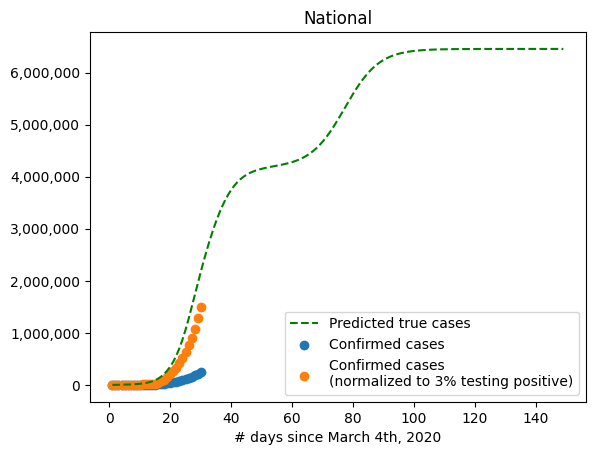 National
6,000,000
5,000,000
4,000,000
3,000,000
2,000,000
1,000,000
0
Predicted true cases
Confirmed cases
Confirmed cases
(normalized to 3% testing positive)
0 20 40 60 80 100 120 140
# days since March 4th, 2020